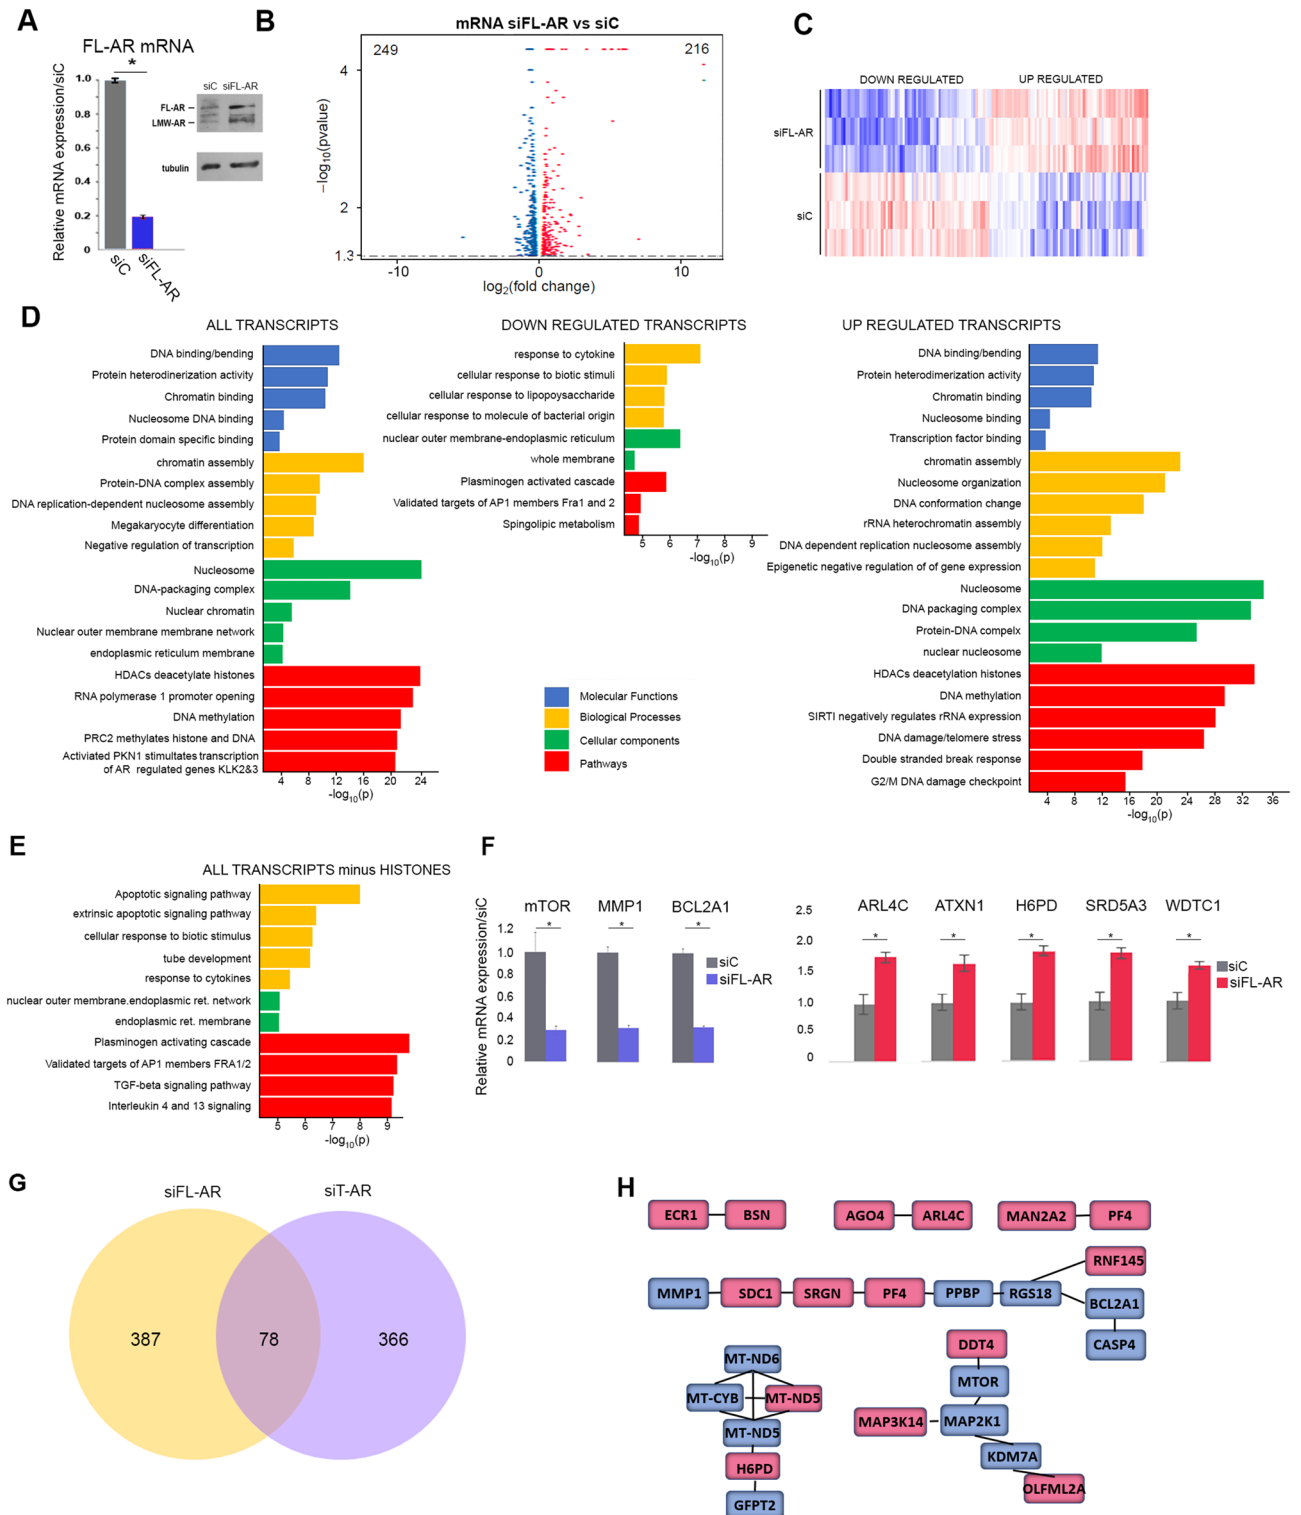 A
FL-AR mRNA
*
Relative mRNA expression/siC
1.0
0.8
0.6
0.4
0.2
0
siC
siFL-AR
siC siFL-AR
FL-AR
LMW-AR
tubulin
B
mRNA siFL-AR vs siC
249
216
-log10(pvalue)
4
2
1.3
-10
0
10
log2(fold change)
C
DOWN REGULATED
UP REGULATED
siFL-AR
siC
D
ALL TRANSCRIPTS
DNA binding/bending
Protein heterodinerization activity
Chromatin binding
Nucleosome DNA binding
Protein domain specific binding
chromatin assembly
Protein-DNA complex assembly
DNA replication-dependent nucleosome assembly
Megakaryocyte differentiation
Negative regulation of transcription
Nucleosome
DNA-packaging complex
Nuclear chromatin
Nuclear outer membrane membrane network
endoplasmic reticulum membrane
HDACs deacetylate histones
RNA polymerase 1 promoter opening
DNA methylation
PRC2 methylates histone and DNA
Activiated PKN1 stimultates transcription
of AR regulated genes KLK2&3
4 8 12 16 20 24
-log10(p)
DOWN REGULATED TRANSCRIPTS
response to cytokine
cellular response to biotic stimuli
cellular response to lipopoysaccharide
cellular response to molecule of bacterial origin
nuclear outer membrane-endoplasmic reticulum
whole membrane
Plasminogen activated cascade
Validated targets of AP1 members Fra1 and 2
Spingolipic metabolism
5 6 7 8 9
-log10(p)
Molecular Functions
Biological Processes
Cellular components
Pathways
UP REGULATED TRANSCRIPTS
DNA binding/bending
Protein heterodimerization activity
Chromatin binding
Nucleosome binding
Transcription factor binding
chromatin assembly
Nucleosome organization
DNA conformation change
rRNA heterochromatin assembly
DNA dependent replication nucleosome assembly
Epigenetic negative regulation of of gene expression
Nucleosome
DNA packaging complex
Protein-DNA compelx
nuclear nucleosome
HDACs deacetylation histones
DNA methylation
SIRTI negatively regulates rRNA expression
DNA damage/telomere stress
Double stranded break response
G2/M DNA damage checkpoint
4 8 12 16 20 24 28 32 36
-log10(p)
E
ALL TRANSCRIPTS minus HISTONES
Apoptotic signaling pathway
extrinsic apoptotic signaling pathway
cellular response to biotic stimulus
tube development
response to cytokines
nuclear outer membrane.endoplasmic ret. network
endoplasmic ret. membrane
Plasminogen activating cascade
Validated targets of AP1 members FRA1/2
TGF-beta signaling pathway
Interleukin 4 and 13 signaling
5 6 7 8 9
-log10(p)
F
Relative mRNA expression/siC
mTOR MMP1 BCL2A1
* * *
1.2
1.0
0.8
0.6
0.4
0.2
0
siC
siFL-AR
ARL4C ATXN1 H6PD SRD5A3 WDTC1
* * * * *
2.5
2.0
1.5
1.0
0.5
0
siC
siFL-AR
G
siFL-AR
siT-AR
387
78
366
H
ECR1 BSN AGO4 ARL4C MAN2A2 PF4
RNF145
MMP1 SDC1 SRGN PF4 PPBP RGS18
BCL2A1
CASP4
MT-ND6
MT-CYB MT-ND5
MT-ND5
H6PD
GFPT2
DDT4
MTOR
MAP3K14 MAP2K1
KDM7A
OLFML2A